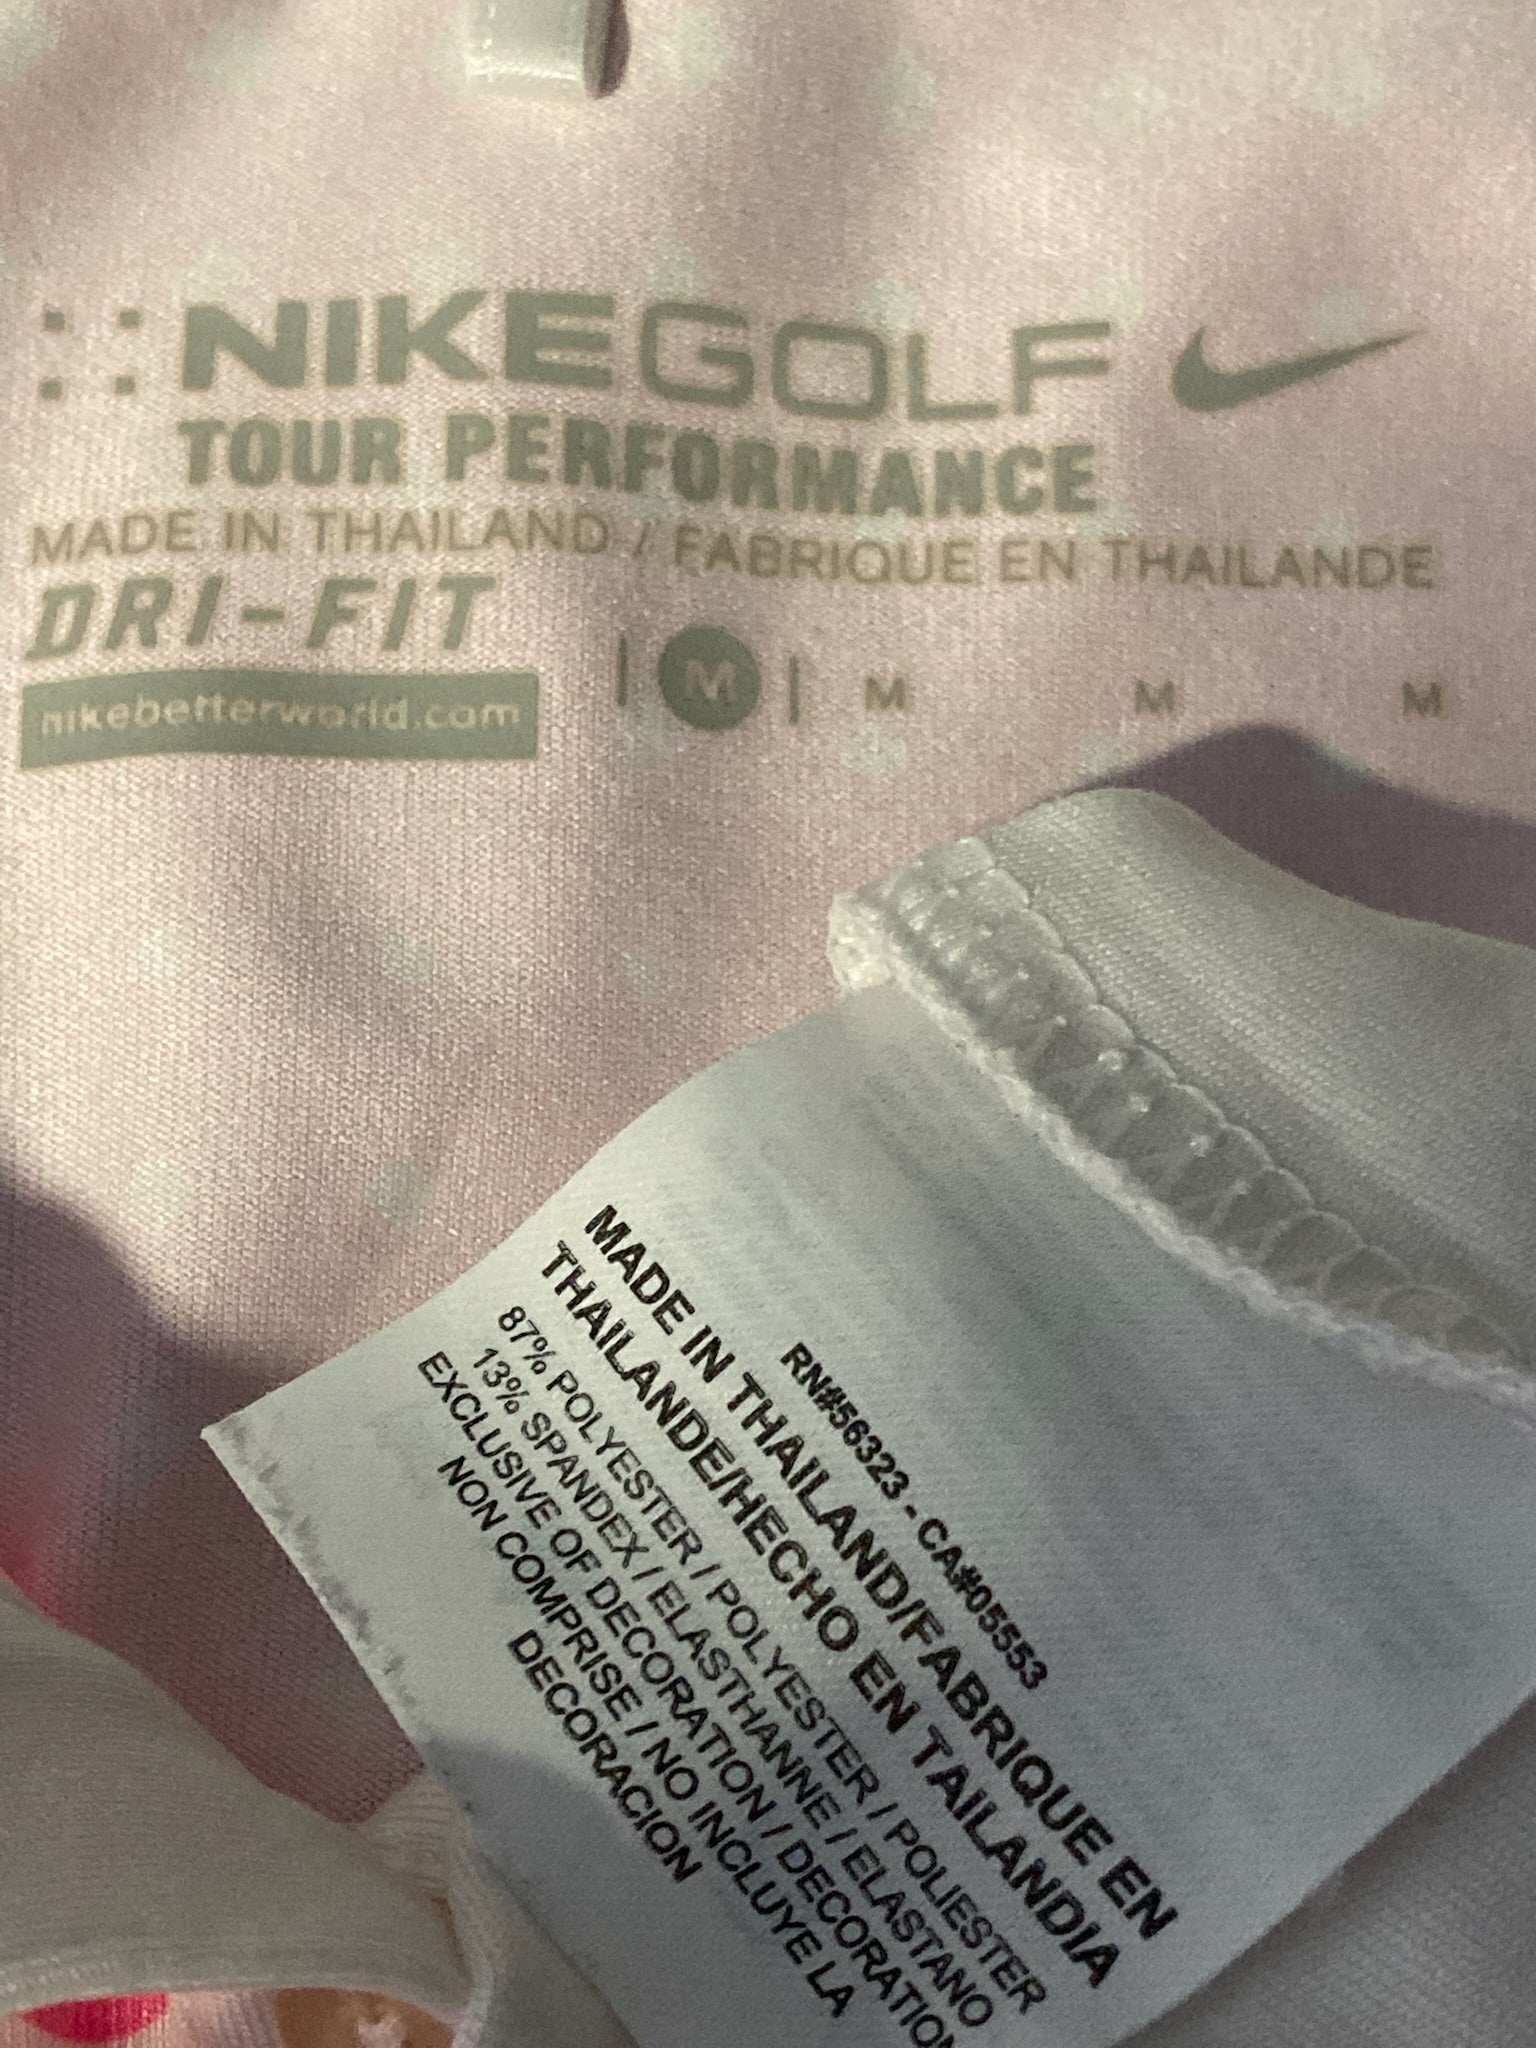 NIKEGOLF
TOUR PERFORMANCE
MADE IN THAILAND / FABRIQUE EN THAILANDE
DRI-FIT
nikebetterworld.com
M M M M
RN#56323 - CA#05553
MADE IN THAILAND/FABRIQUE EN
THAILANDE/HECHO EN TAILANDIA
87% POLYESTER / POLYESTER / POLIESTER
13% SPANDEX / ELASTHANNE / ELASTANO
EXCLUSIVE OF DECORATION / DECORATION
NON COMPRISE / NO INCLUYE LA
DECORACION